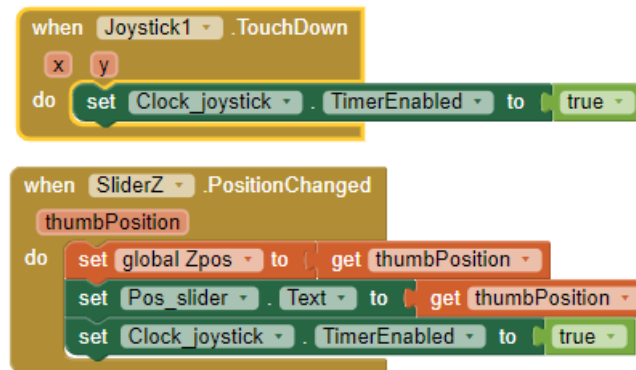 when Joystick1 .TouchDown
x y
do set Clock_joystick . TimerEnabled to true
when SliderZ .PositionChanged
thumbPosition
do set global Zpos to get thumbPosition
set Pos_slider . Text to get thumbPosition
set Clock_joystick . TimerEnabled to true